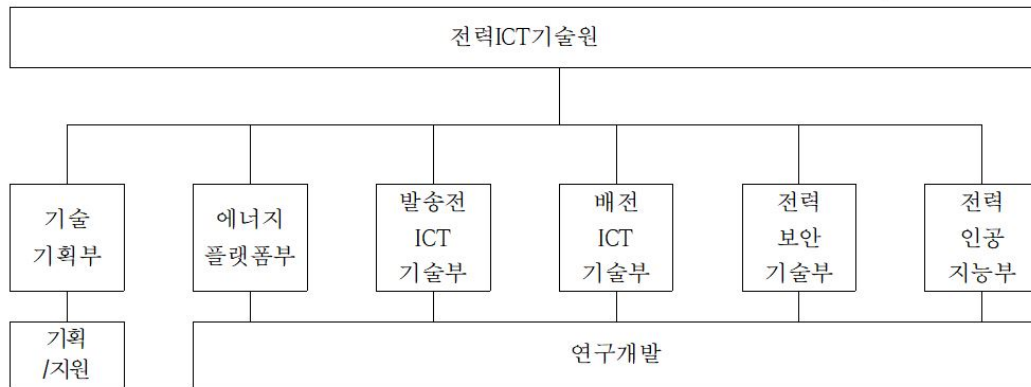 전력ICT기술원
기술
기획부
에너지
플랫폼부
발송전
ICT
기술부
배전
ICT
기술부
전력
보안
기술부
전력
인공
지능부
기획
/지원
연구개발